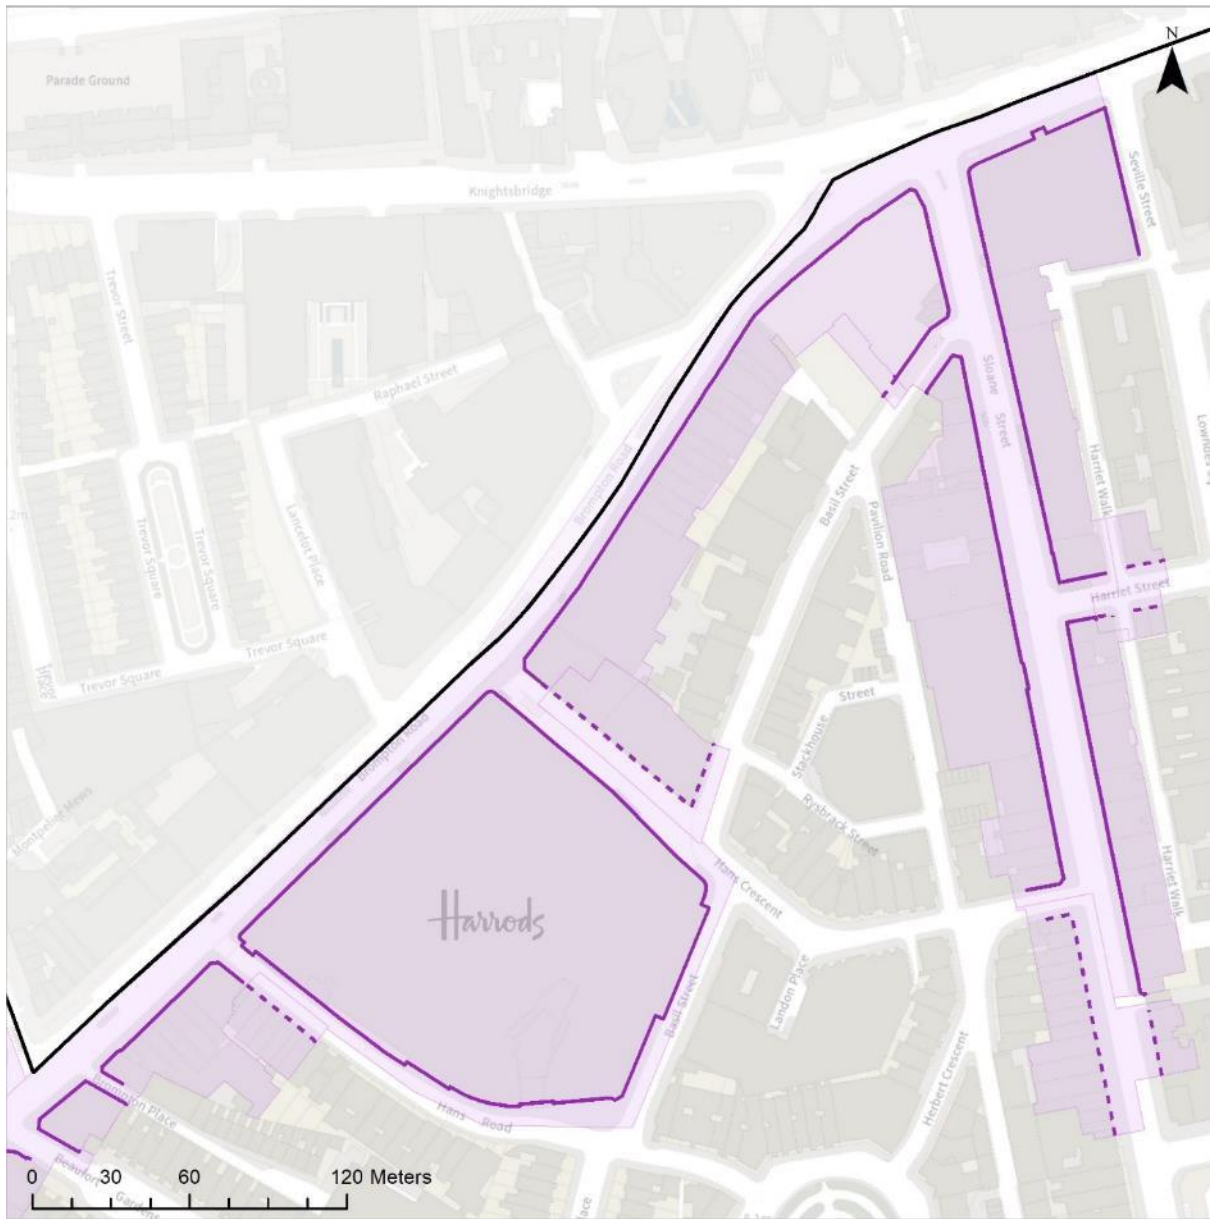 N
Parade Ground
Knightsbridge
Seville Street
Trevor Street
Sloane Street
Raphael Street
Brompton Road
Basil Street
Harriet Walk
Pavilion Road
Lancelot Place
Trevor Square
Trevor Square
Harriet Street
Trevor Square
Trevor Square
Street
Stackhouse
Brompton Road
Rysbrack Street
Montpelier Mews
Hans Crescent
Harriet Walk
Harrods
Landon Place
Basil Street
Herbert Crescent
Brompton Place
Hans Road
Beaufort Gardens
0 30 60 120 Meters